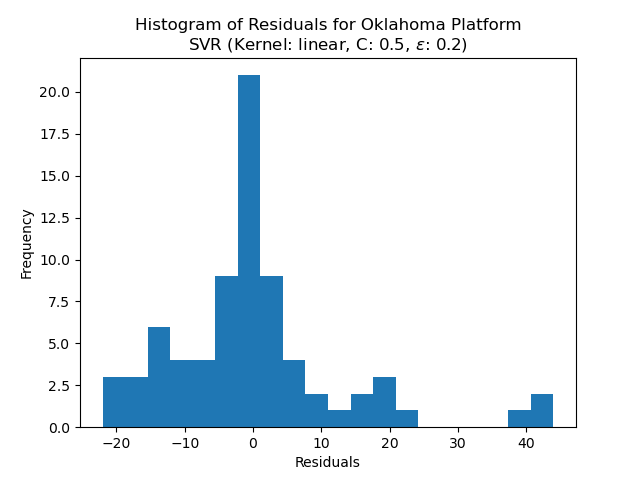 Histogram of Residuals for Oklahoma Platform
SVR (Kernel: linear, C: 0.5, ε: 0.2)
Frequency
20.0
17.5
15.0
12.5
10.0
7.5
5.0
2.5
0.0
−20 −10 0 10 20 30 40
Residuals